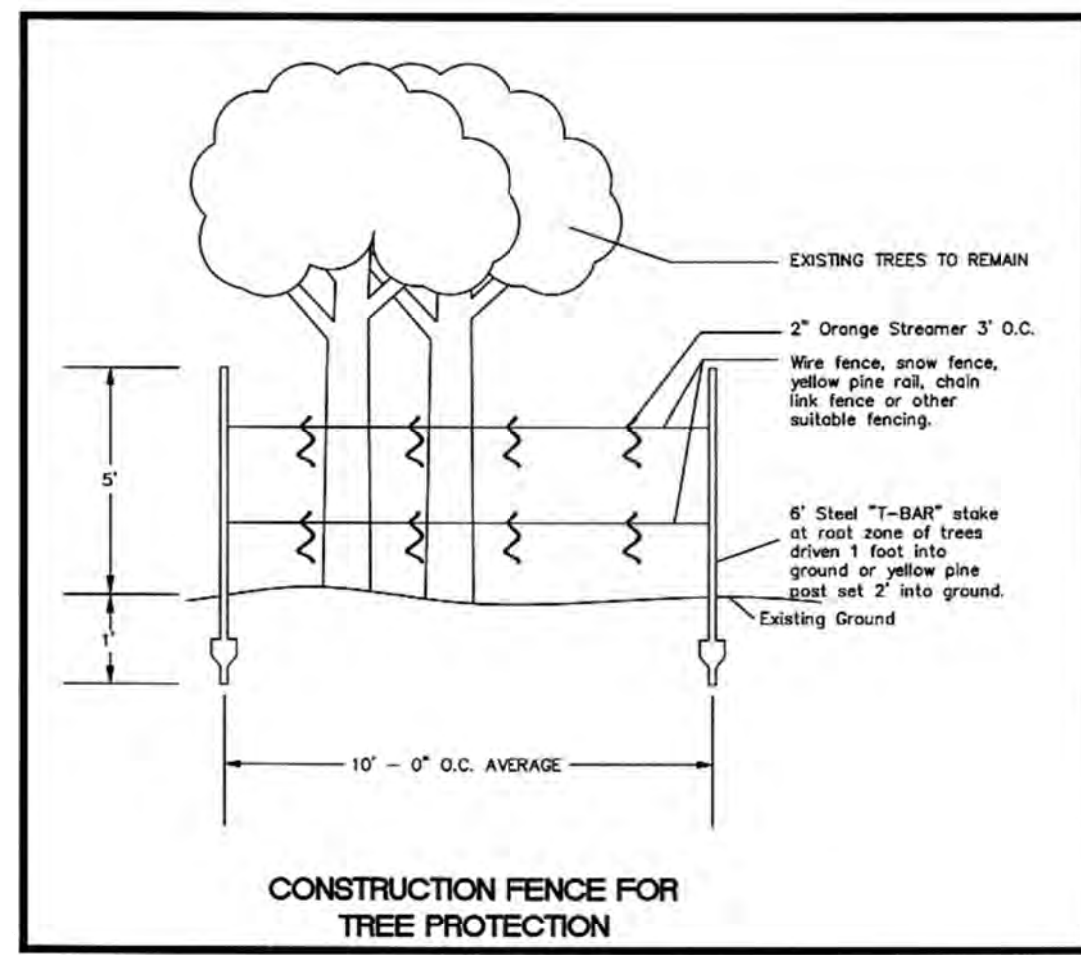 EXISTING TREES TO REMAIN
2" Orange Streamer 3' O.C.
Wire fence, snow fence,
yellow pine rail, chain
link fence or other
suitable fencing.
5'
6' Steel "T-BAR" stake
at root zone of trees
driven 1 foot into
ground or yellow pine
post set 2' into ground.
Existing Ground
1'
10' - 0" O.C. AVERAGE
CONSTRUCTION FENCE FOR
TREE PROTECTION